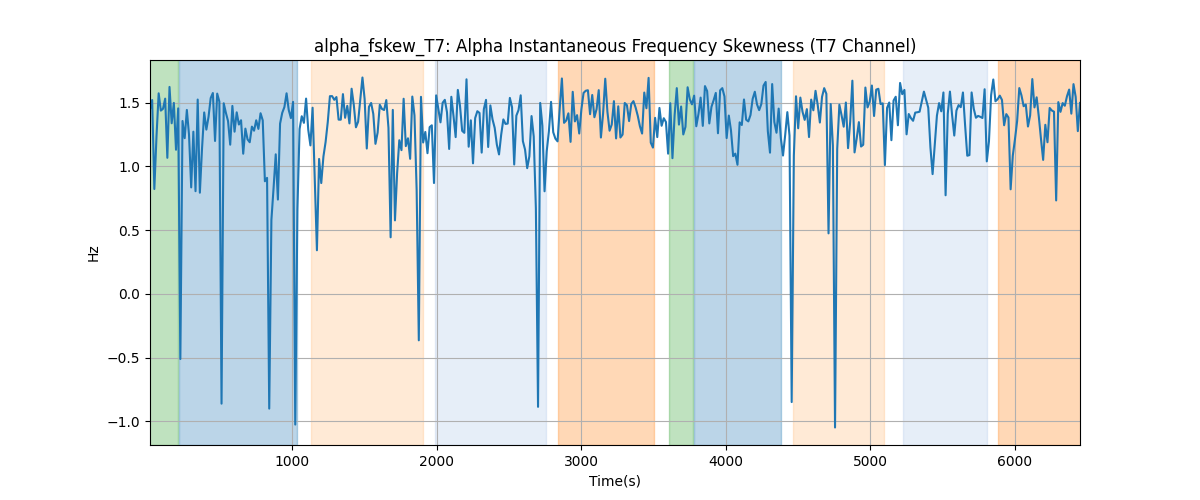 alpha_fskew_T7: Alpha Instantaneous Frequency Skewness (T7 Channel)
1.5
1.0
0.5
0.0
−0.5
−1.0
Hz
1000 2000 3000 4000 5000 6000
Time(s)